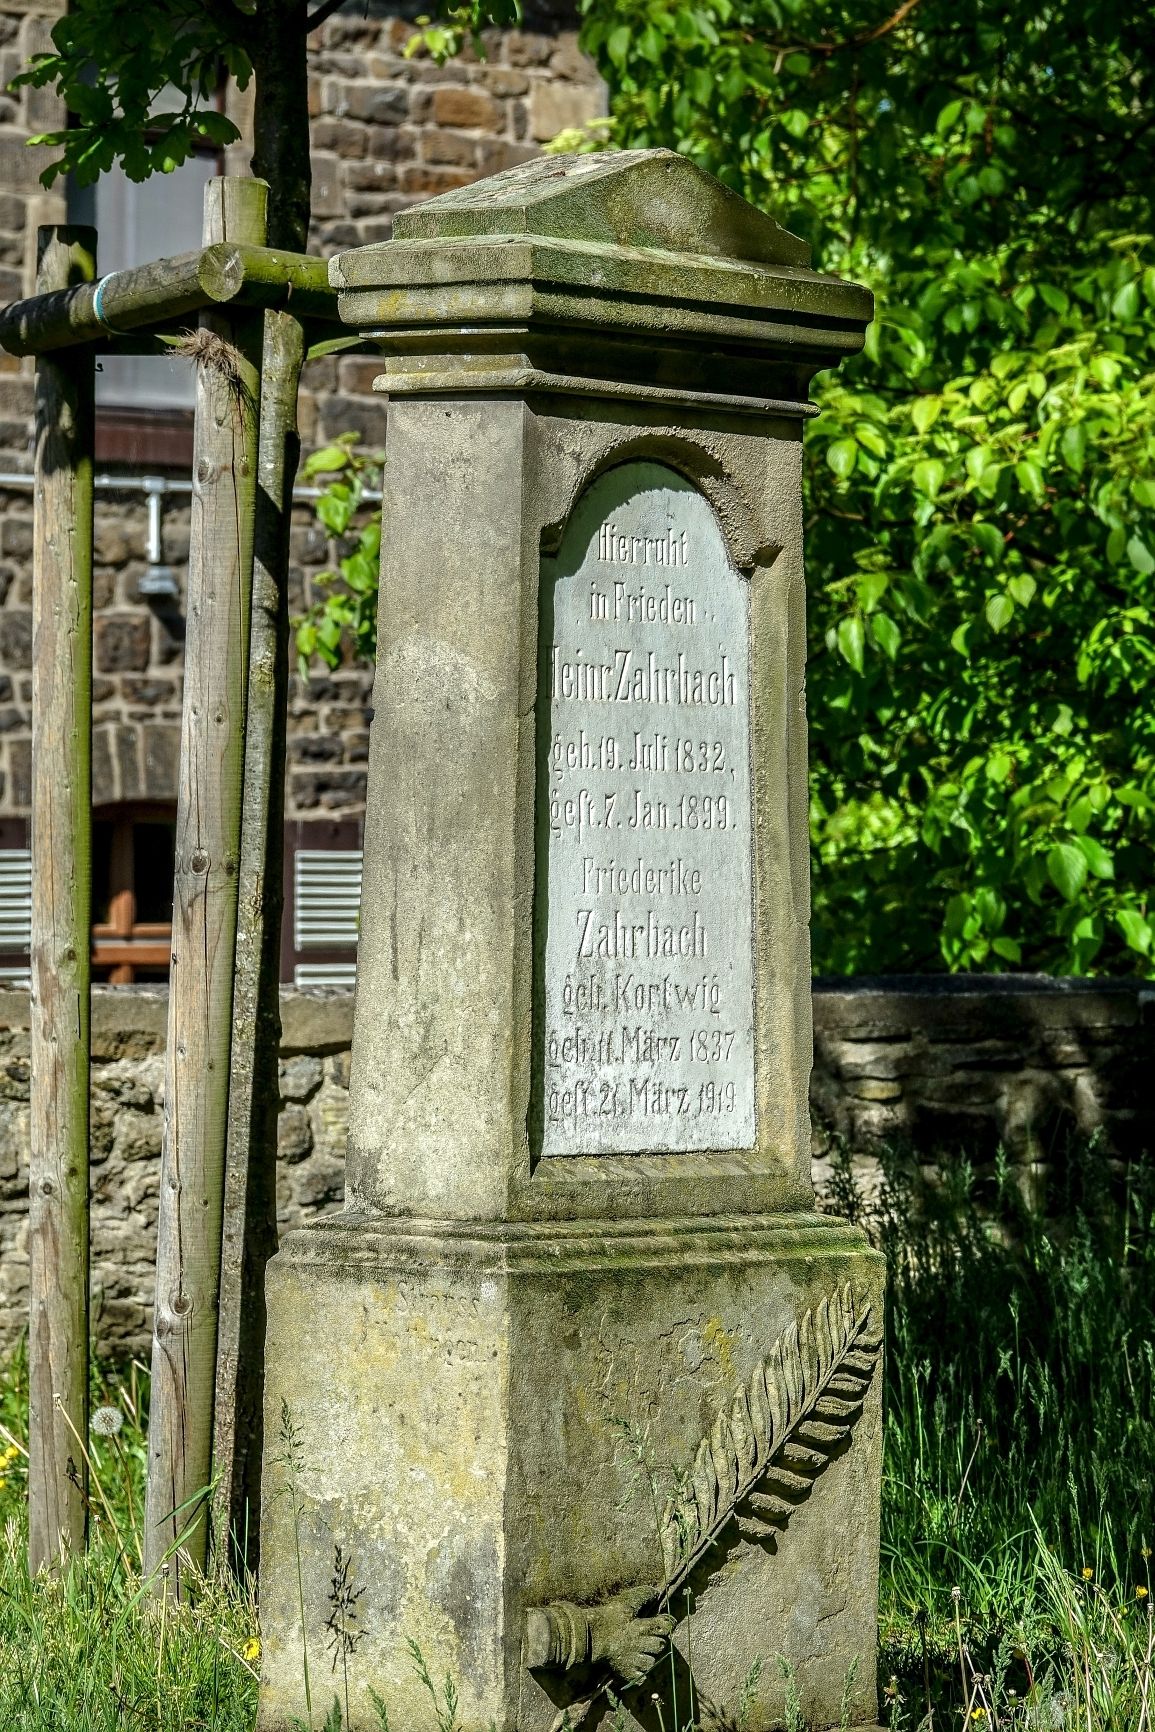 Hier ruht
in Frieden
Heinr. Zahrbach
geb. 19. Juli 1832,
gest. 7. Jan. 1899.
Friederike
Zahrbach
geb. Kortwig
geb. 11. März 1837
gest. 21. März 1919
Strauss